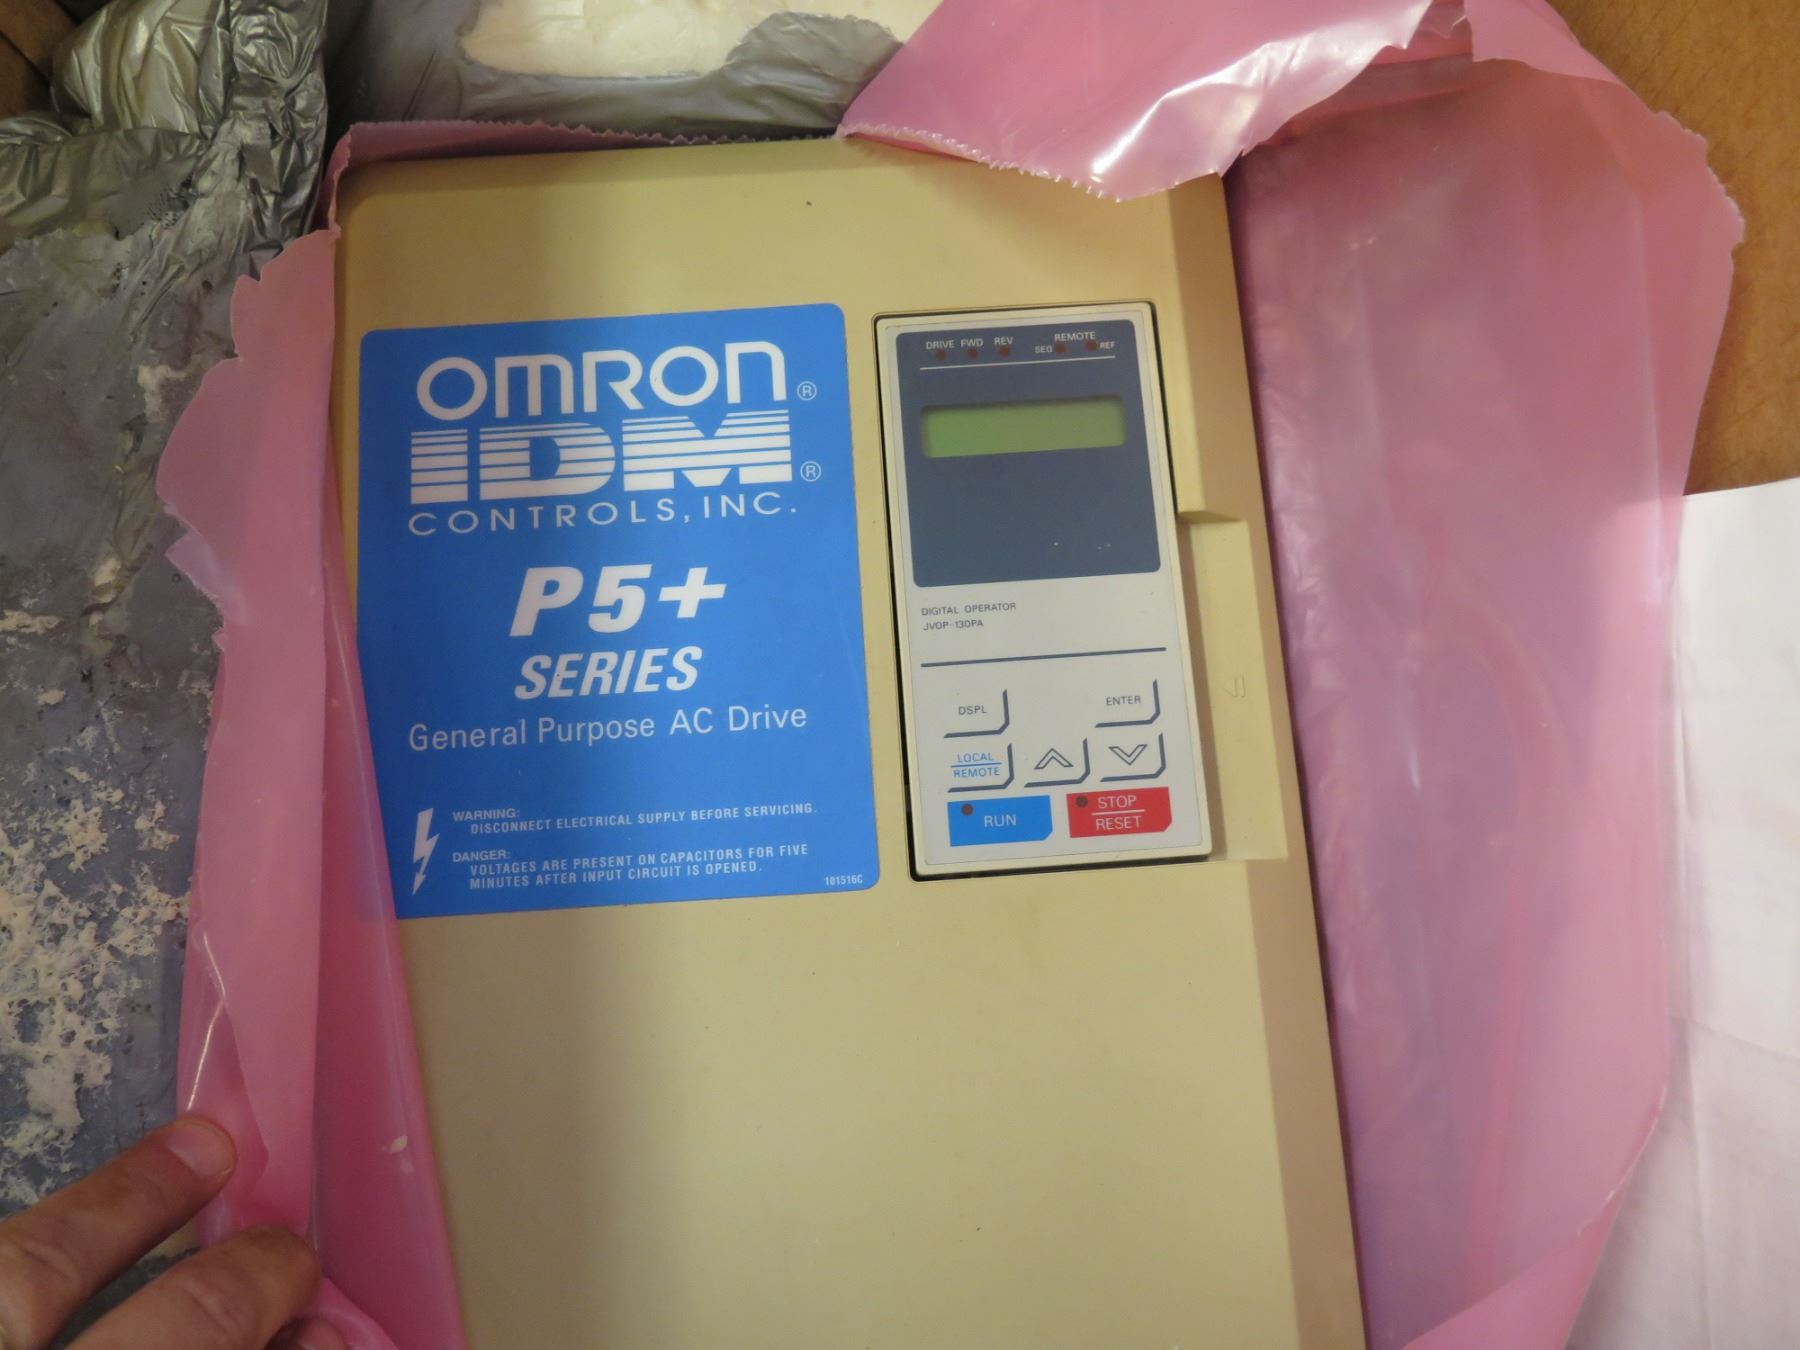 OMRON®
IDM®
CONTROLS, INC.
P5+
SERIES
General Purpose AC Drive
WARNING:
DISCONNECT ELECTRICAL SUPPLY BEFORE SERVICING.
DANGER:
VOLTAGES ARE PRESENT ON CAPACITORS FOR FIVE
MINUTES AFTER INPUT CIRCUIT IS OPENED.
101516C
DRIVE FWD REV REMOTE
SEQ REF
DIGITAL OPERATOR
JVOP-130PA
DSPL ENTER
LOCAL
REMOTE
RUN
STOP
RESET